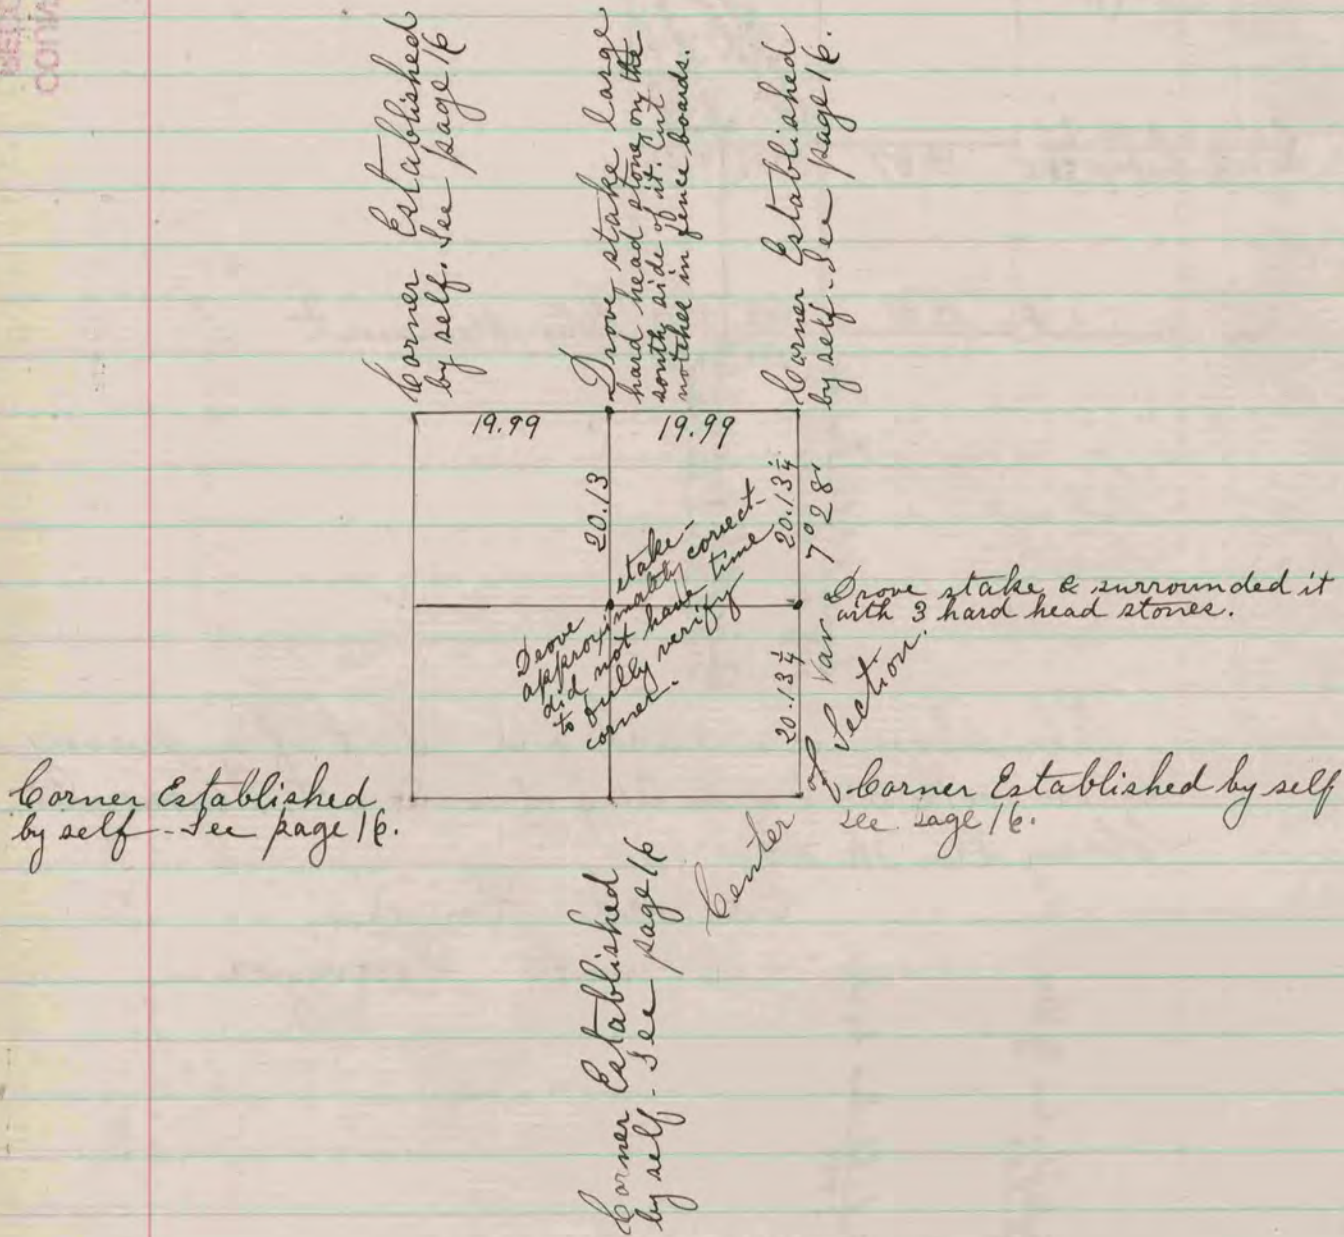 Corner Established
by self. See page 16
Drove stake large
hard head stone on the
south side of it. Cut
notches in fence boards.
Corner Established
by self. See page 16.
19.99
19.99
20.13
20.13¼
7° 28'
Var
Drove stake-
approximately correct-
did not have time
to fully verify
corner.
Drove stake & surrounded it
with 3 hard head stones.
20.13¼
Center of Section.
Corner Established
by self - See page 16.
Corner Established by self
see page 16.
Corner Established
by self - See page 16